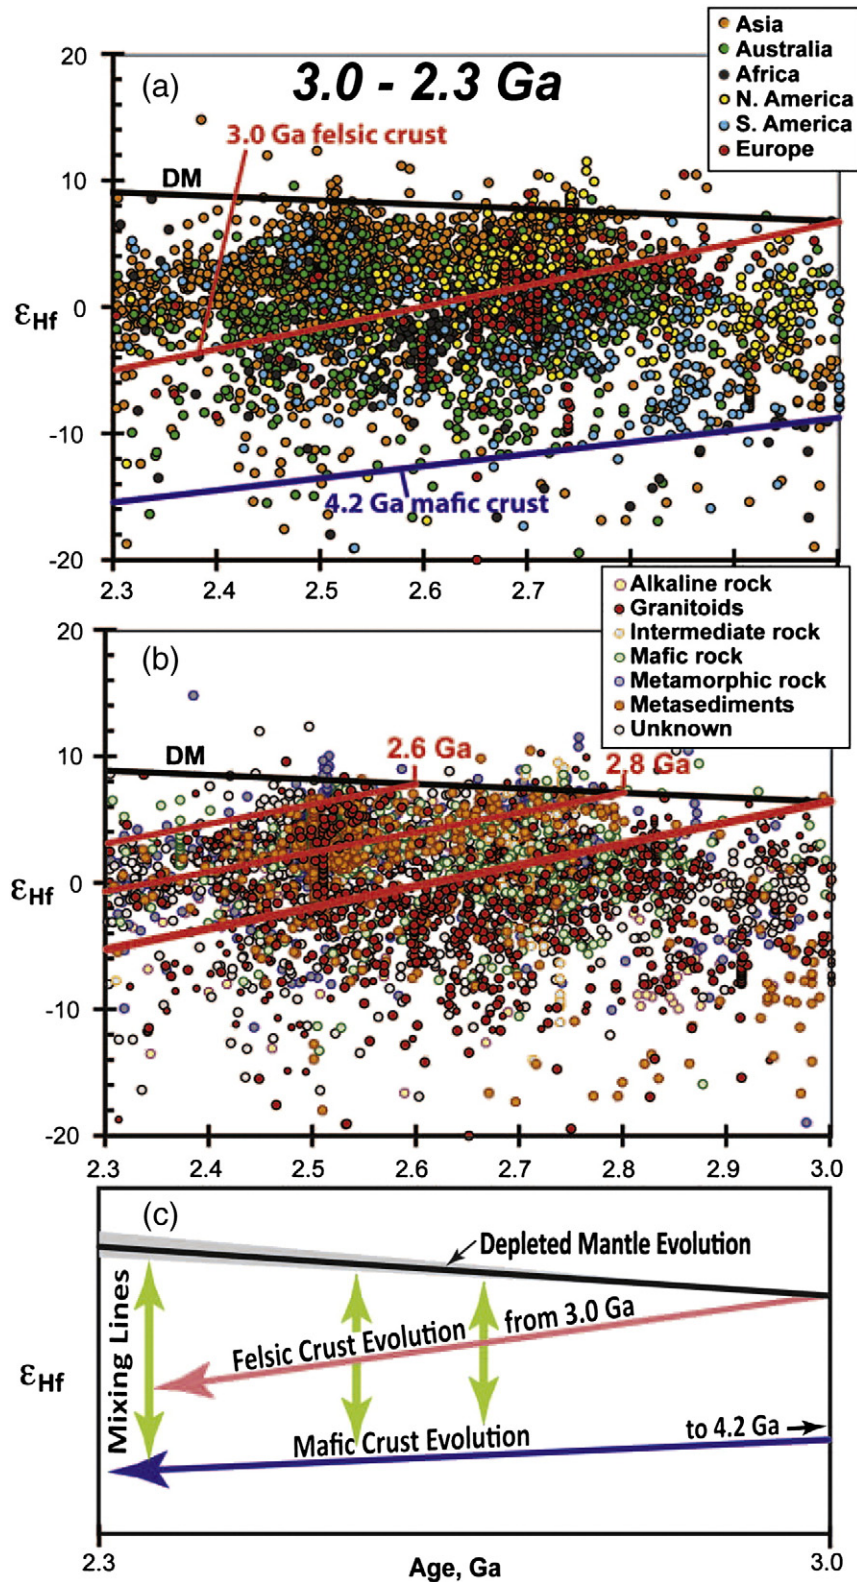 Asia
Australia
Africa
N. America
S. America
Europe
20
(a)
3.0 - 2.3 Ga
3.0 Ga felsic crust
DM
10
εHf
0
-10
4.2 Ga mafic crust
-20
2.3
2.4
2.5
2.6
2.7
Alkaline rock
Granitoids
Intermediate rock
Mafic rock
Metamorphic rock
Metasediments
Unknown
20
(b)
2.6 Ga
2.8 Ga
DM
10
εHf
0
-10
-20
2.3
2.4
2.5
2.6
2.7
2.8
2.9
3.0
(c)
Depleted Mantle Evolution
Mixing Lines
Felsic Crust Evolution from 3.0 Ga
εHf
to 4.2 Ga
Mafic Crust Evolution
2.3
Age, Ga
3.0